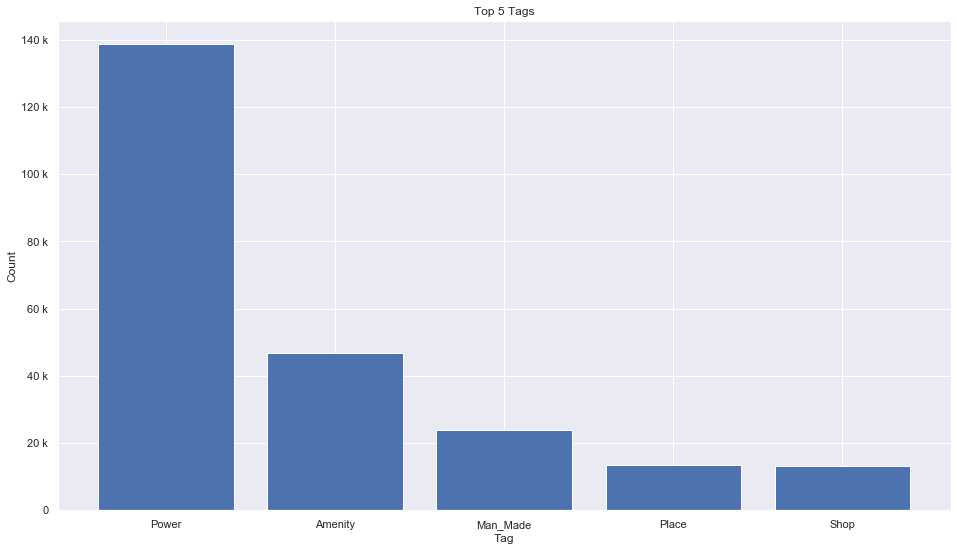 Top 5 Tags
140 k
120 k
100 k
80 k
60 k
40 k
20 k
0
Count
Power Amenity Man_Made Place Shop
Tag